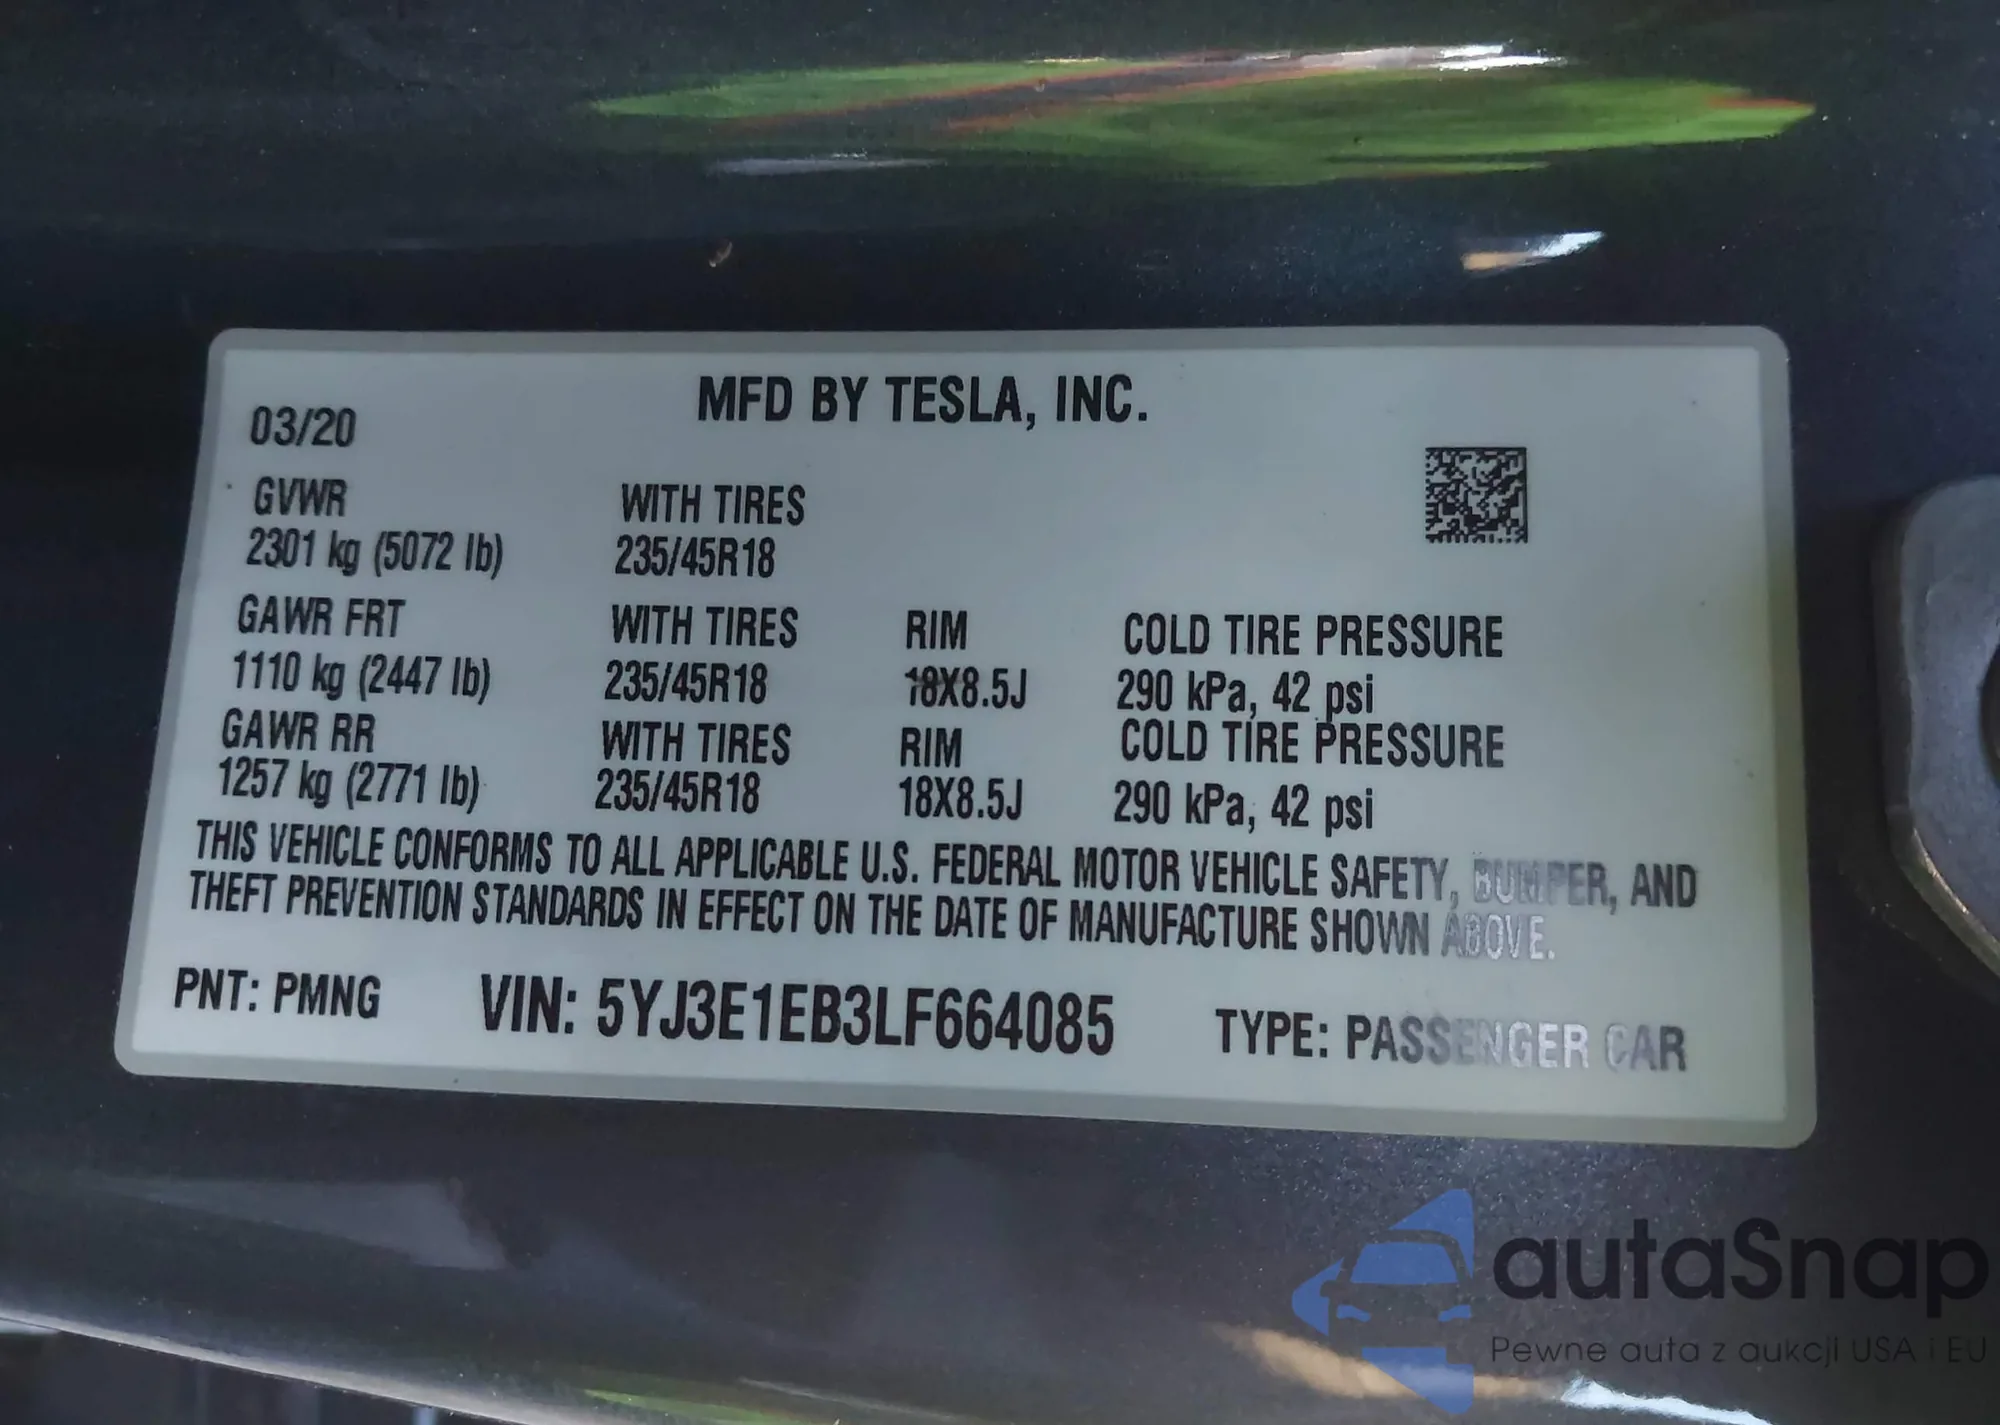 MFD BY TESLA, INC.
03/20
GVWR WITH TIRES
2301 kg (5072 lb) 235/45R18
GAWR FRT WITH TIRES RIM COLD TIRE PRESSURE
1110 kg (2447 lb) 235/45R18 18X8.5J 290 kPa, 42 psi
GAWR RR WITH TIRES RIM COLD TIRE PRESSURE
1257 kg (2771 lb) 235/45R18 18X8.5J 290 kPa, 42 psi
THIS VEHICLE CONFORMS TO ALL APPLICABLE U.S. FEDERAL MOTOR VEHICLE SAFETY, BUMPER, AND
THEFT PREVENTION STANDARDS IN EFFECT ON THE DATE OF MANUFACTURE SHOWN ABOVE.
PNT: PMNG VIN: 5YJ3E1EB3LF664085 TYPE: PASSENGER CAR
autaSnap
Pewne auta z aukcji USA i EU